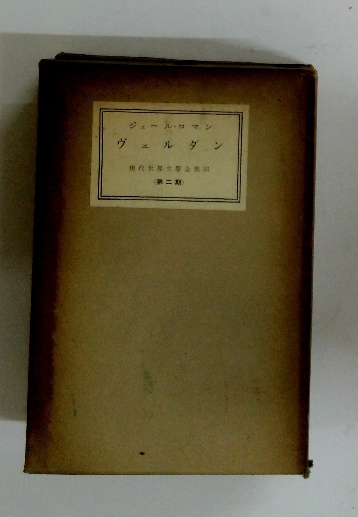 ジュール・ロマン
ヴェルダン
現代世界文學全集
(第二期)